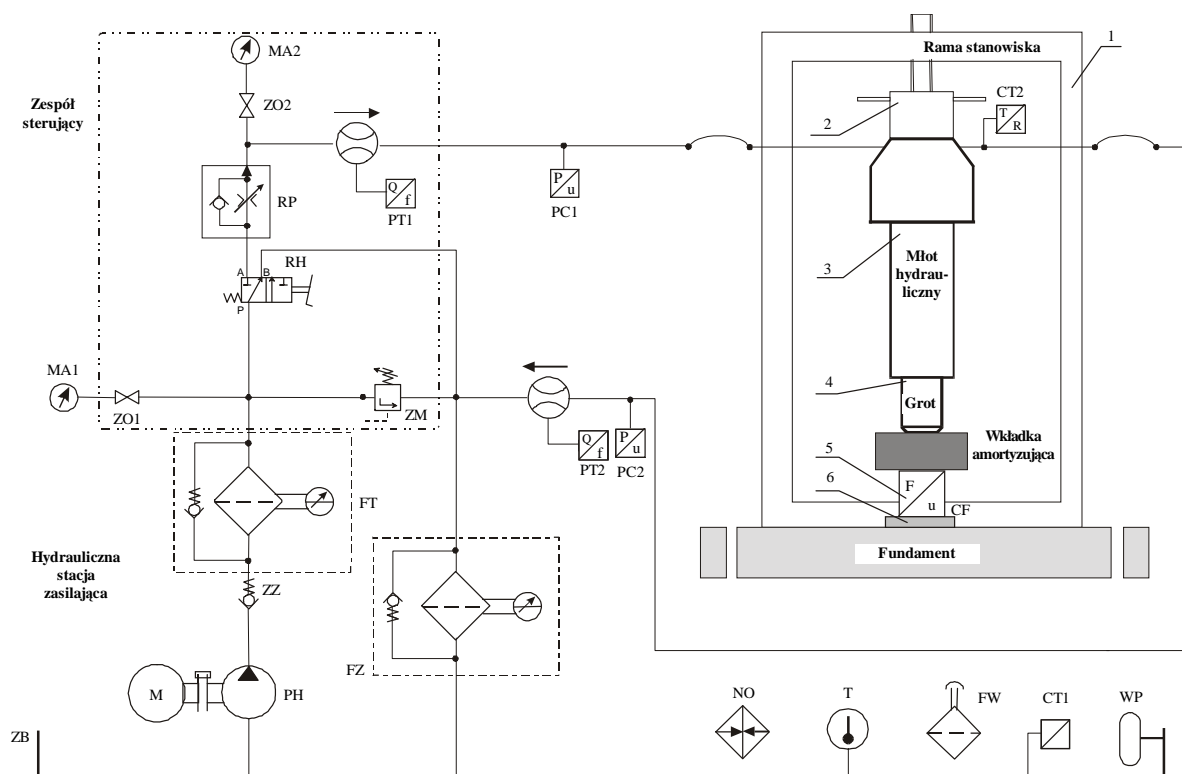 MA2
Rama stanowiska
1
Zespół
sterujący
ZO2
CT2
T
R
2
RP
Q
f
PT1
P
u
PC1
A
B
RH
P
3
Młot
hydrau-
liczny
MA1
ZO1
ZM
Q
f
PT2
P
u
PC2
4
Grot
Wkładka
amortyzująca
5
6
F
u
CF
FT
Fundament
Hydrauliczna
stacja
zasilająca
ZZ
FZ
M
PH
NO
T
FW
CT1
WP
ZB